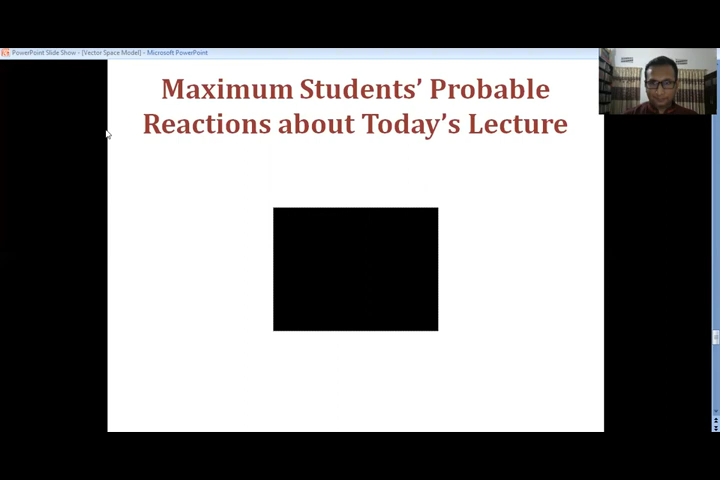 PowerPoint Slide Show - [Vector Space Model] - Microsoft PowerPoint
Maximum Students’ Probable
Reactions about Today’s Lecture